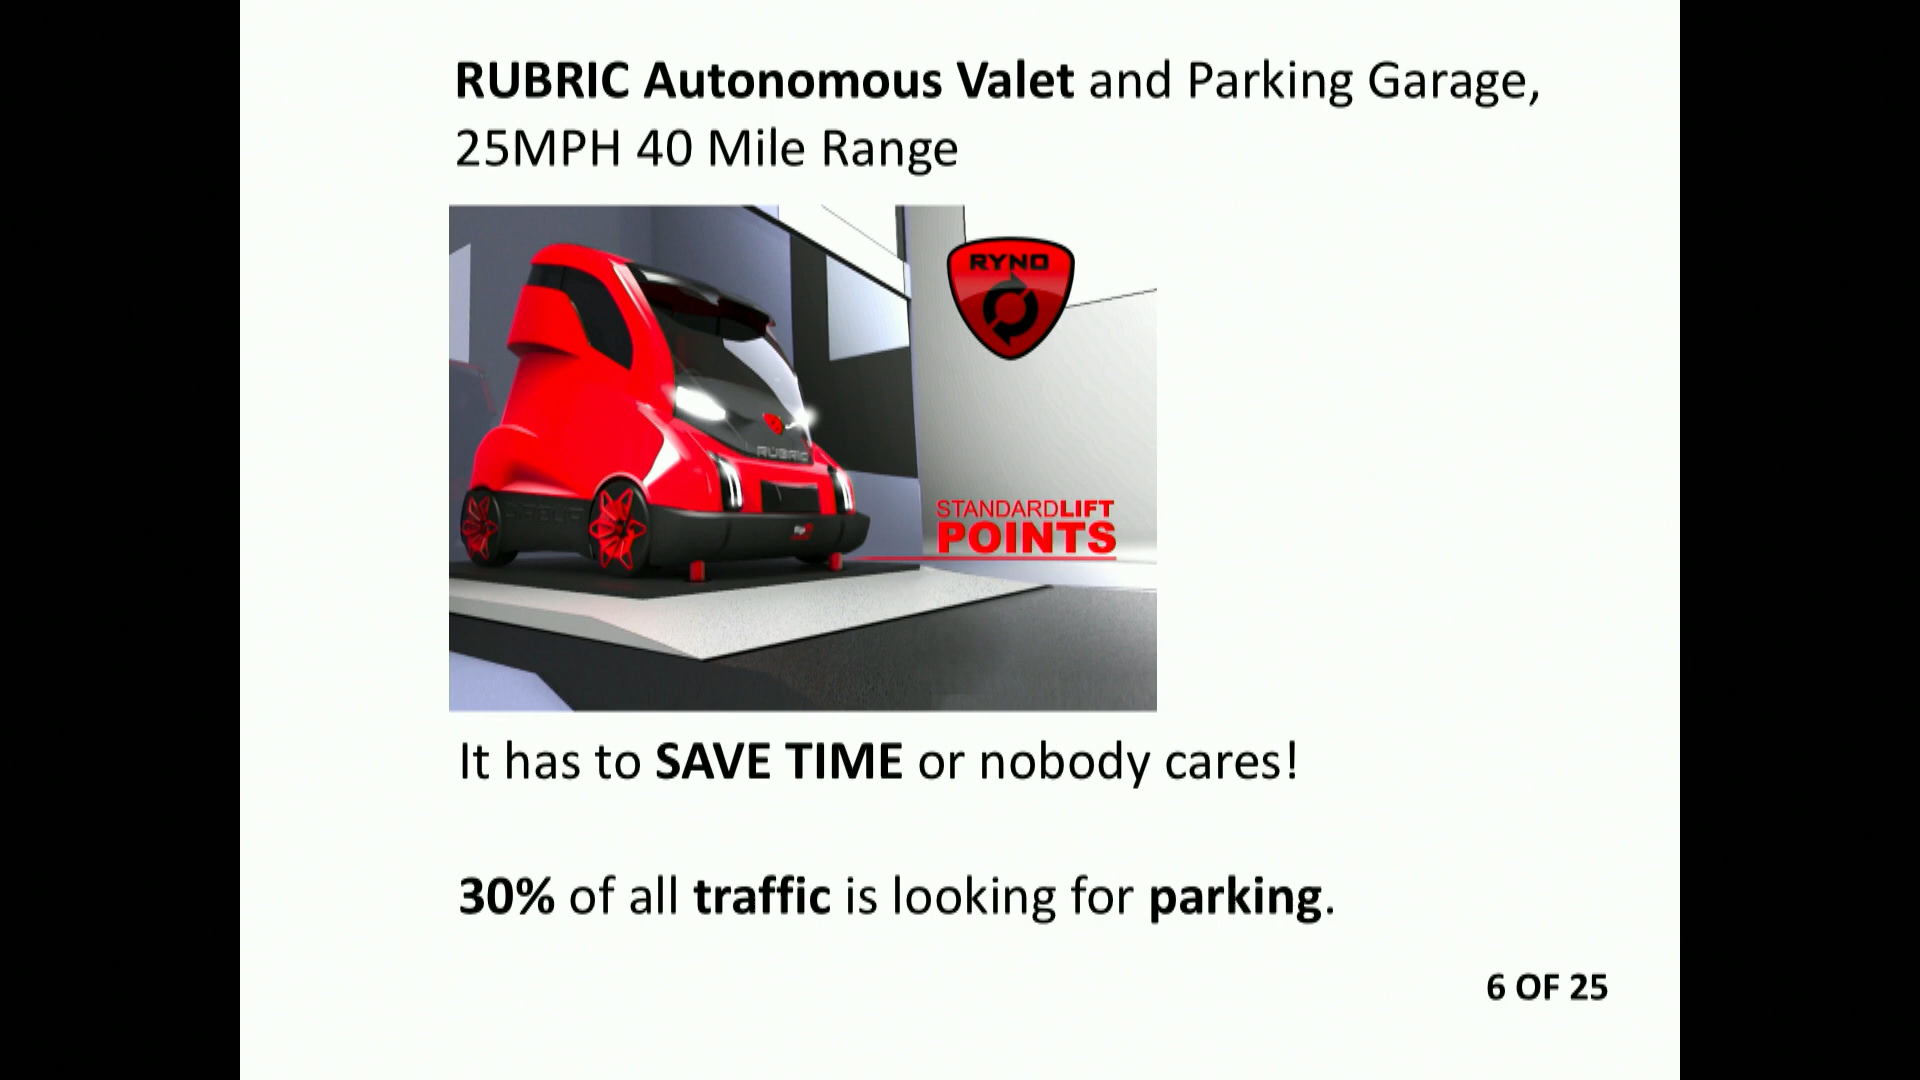 RUBRIC Autonomous Valet and Parking Garage,
25MPH 40 Mile Range
RYNO
RUBRIC
STANDARDLIFT
POINTS
It has to SAVE TIME or nobody cares!
30% of all traffic is looking for parking.
6 OF 25